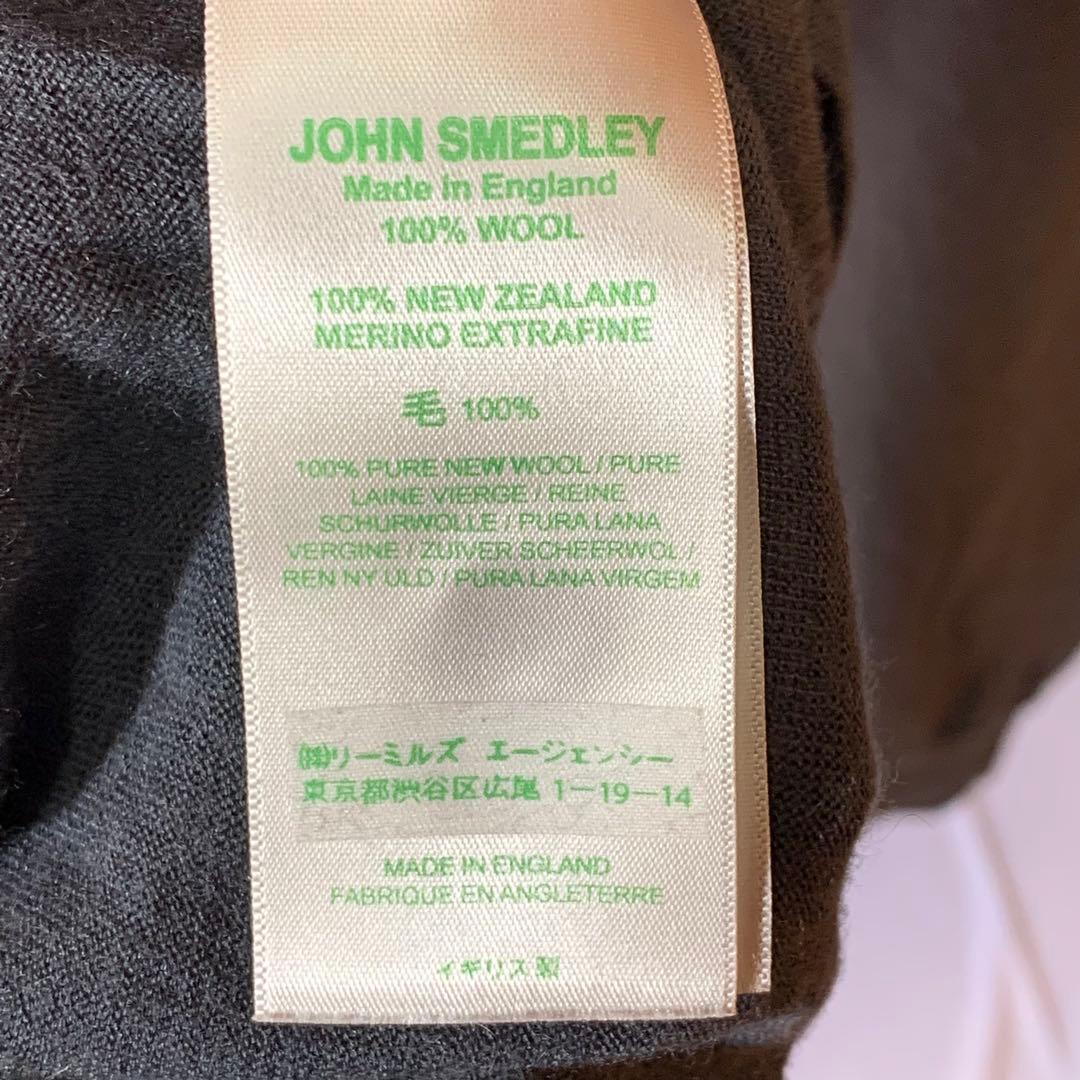 JOHN SMEDLEY
Made in England
100% WOOL
100% NEW ZEALAND
MERINO EXTRAFINE
毛 100%
100% PURE NEW WOOL / PURE
LAINE VIERGE / REINE
SCHURWOLLE / PURA LANA
VERGINE / ZUIVER SCHEERWOL /
REN NY ULD / PURA LANA VIRGEM
㈱リーミルズ エージェンシー
東京都渋谷区広尾 1−19−14
MADE IN ENGLAND
FABRIQUE EN ANGLETERRE
イギリス製